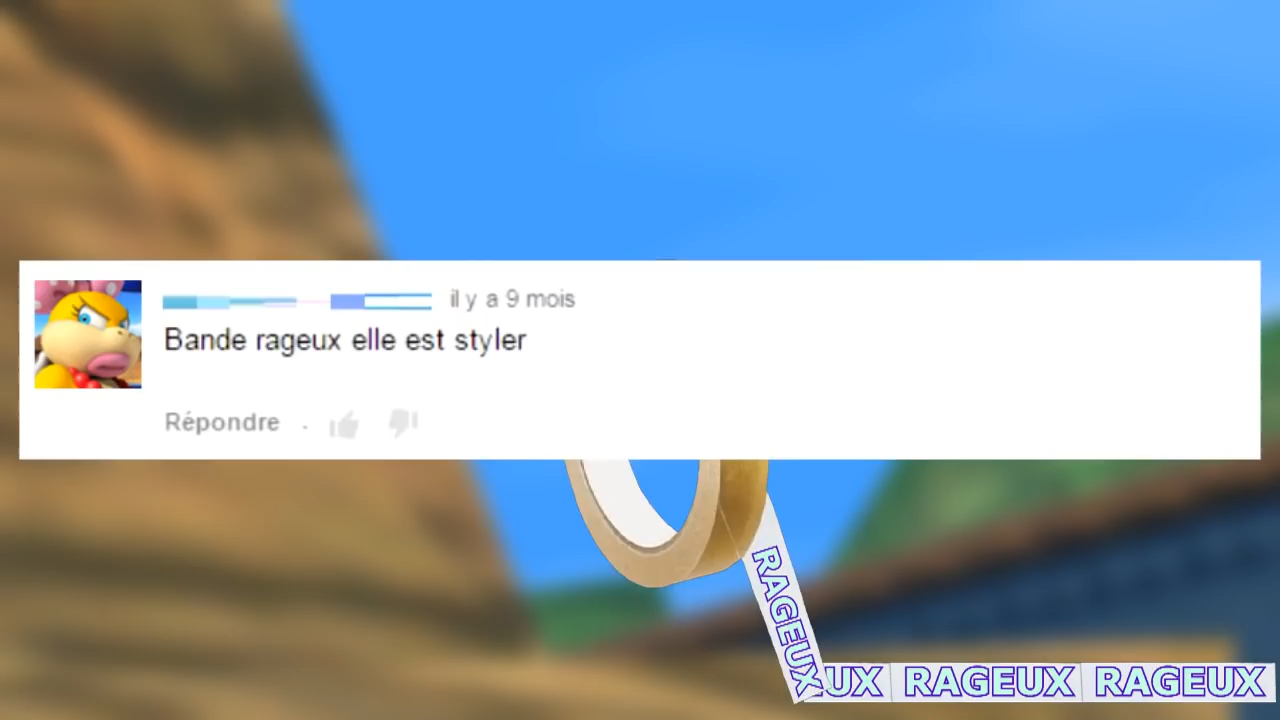 il y a 9 mois
Bande rageux elle est styler
Répondre .
RAGEUX
UX RAGEUX RAGEUX